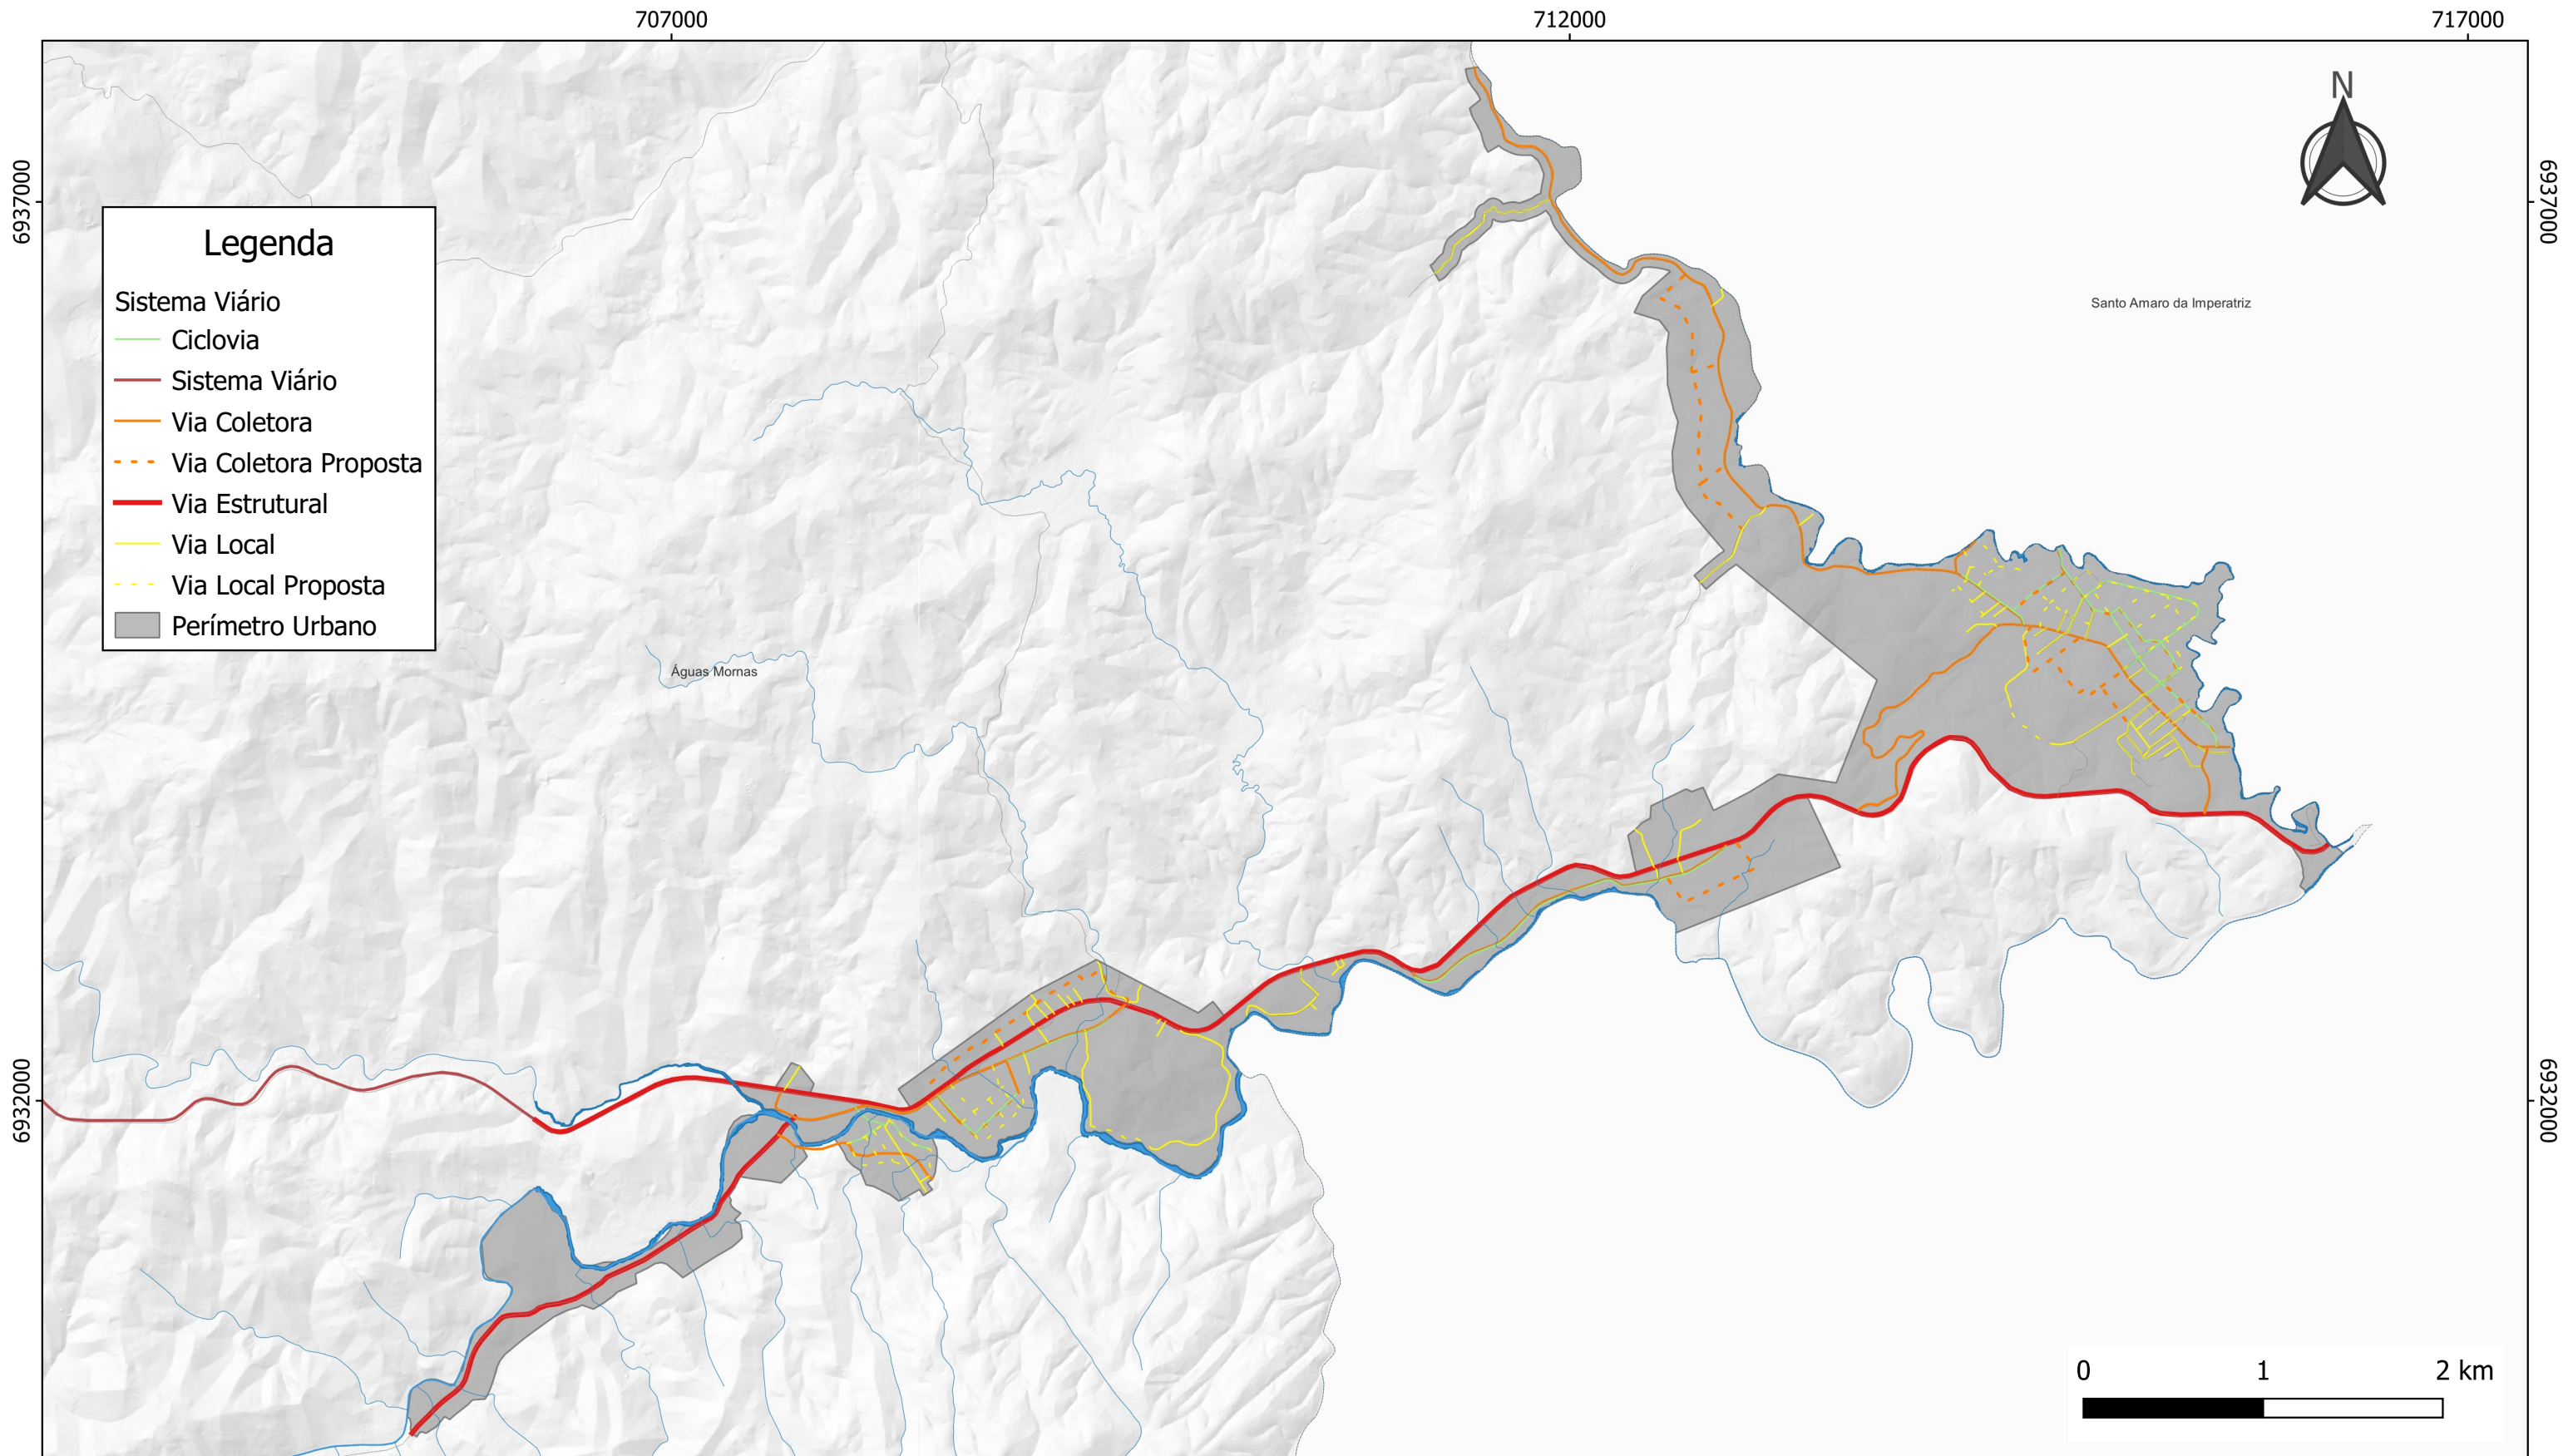 707000
712000
717000
N
6937000
6937000
Legenda
Sistema Viário
Ciclovia
Sistema Viário
Via Coletora
Via Coletora Proposta
Via Estrutural
Via Local
Via Local Proposta
Perímetro Urbano
Santo Amaro da Imperatriz
Águas Mornas
6932000
6932000
0 1 2 km